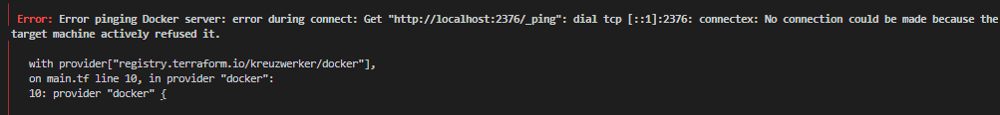 Error: Error pinging Docker server: error during connect: Get "http://localhost:2376/_ping": dial tcp [::1]:2376: connectex: No connection could be made because the
target machine actively refused it.
with provider["registry.terraform.io/kreuzwerker/docker"],
on main.tf line 10, in provider "docker":
10: provider "docker" {